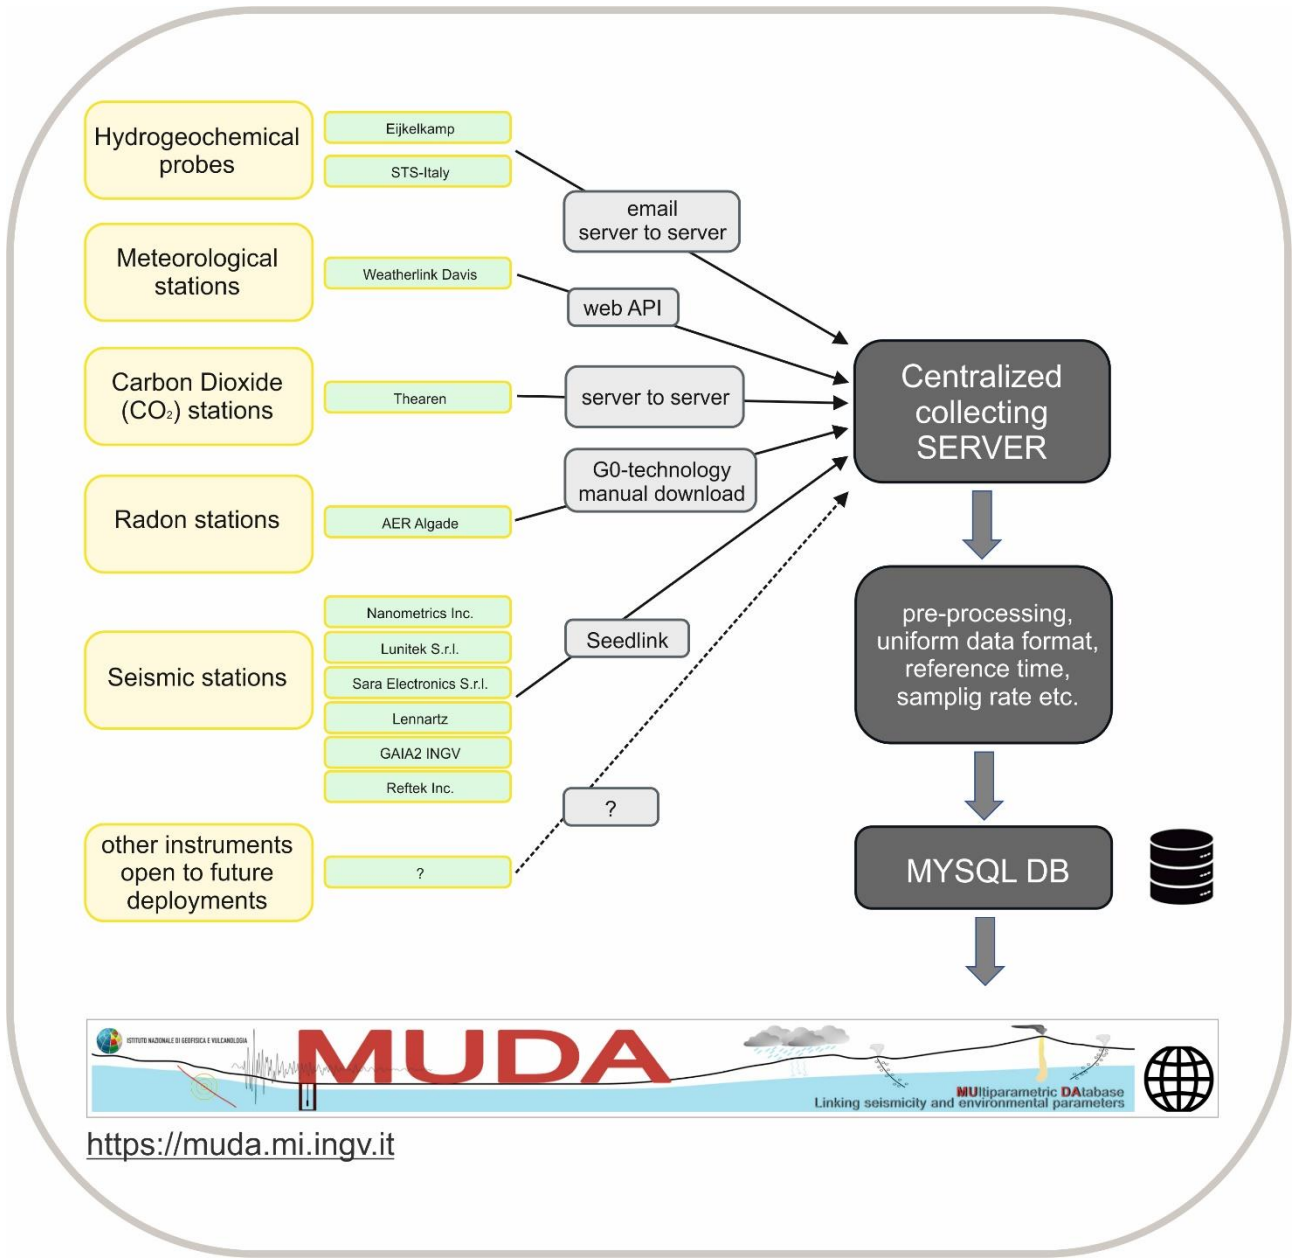 Hydrogeochemical
probes
Eijkelkamp
STS-Italy
email
server to server
Meteorological
stations
Weatherlink Davis
web API
Carbon Dioxide
(CO₂) stations
Thearen
server to server
Centralized
collecting
SERVER
Radon stations
AER Algade
G0-technology
manual download
pre-processing,
uniform data format,
reference time,
samplig rate etc.
Seismic stations
Nanometrics Inc.
Lunitek S.r.l.
Sara Electronics S.r.l.
Lennartz
GAIA2 INGV
Reftek Inc.
Seedlink
other instruments
open to future
deployments
?
?
MYSQL DB
ISTITUTO NAZIONALE DI GEOFISICA E VULCANOLOGIA
MUDA
MUltiparametric DAtabase
Linking seismicity and environmental parameters
https://muda.mi.ingv.it